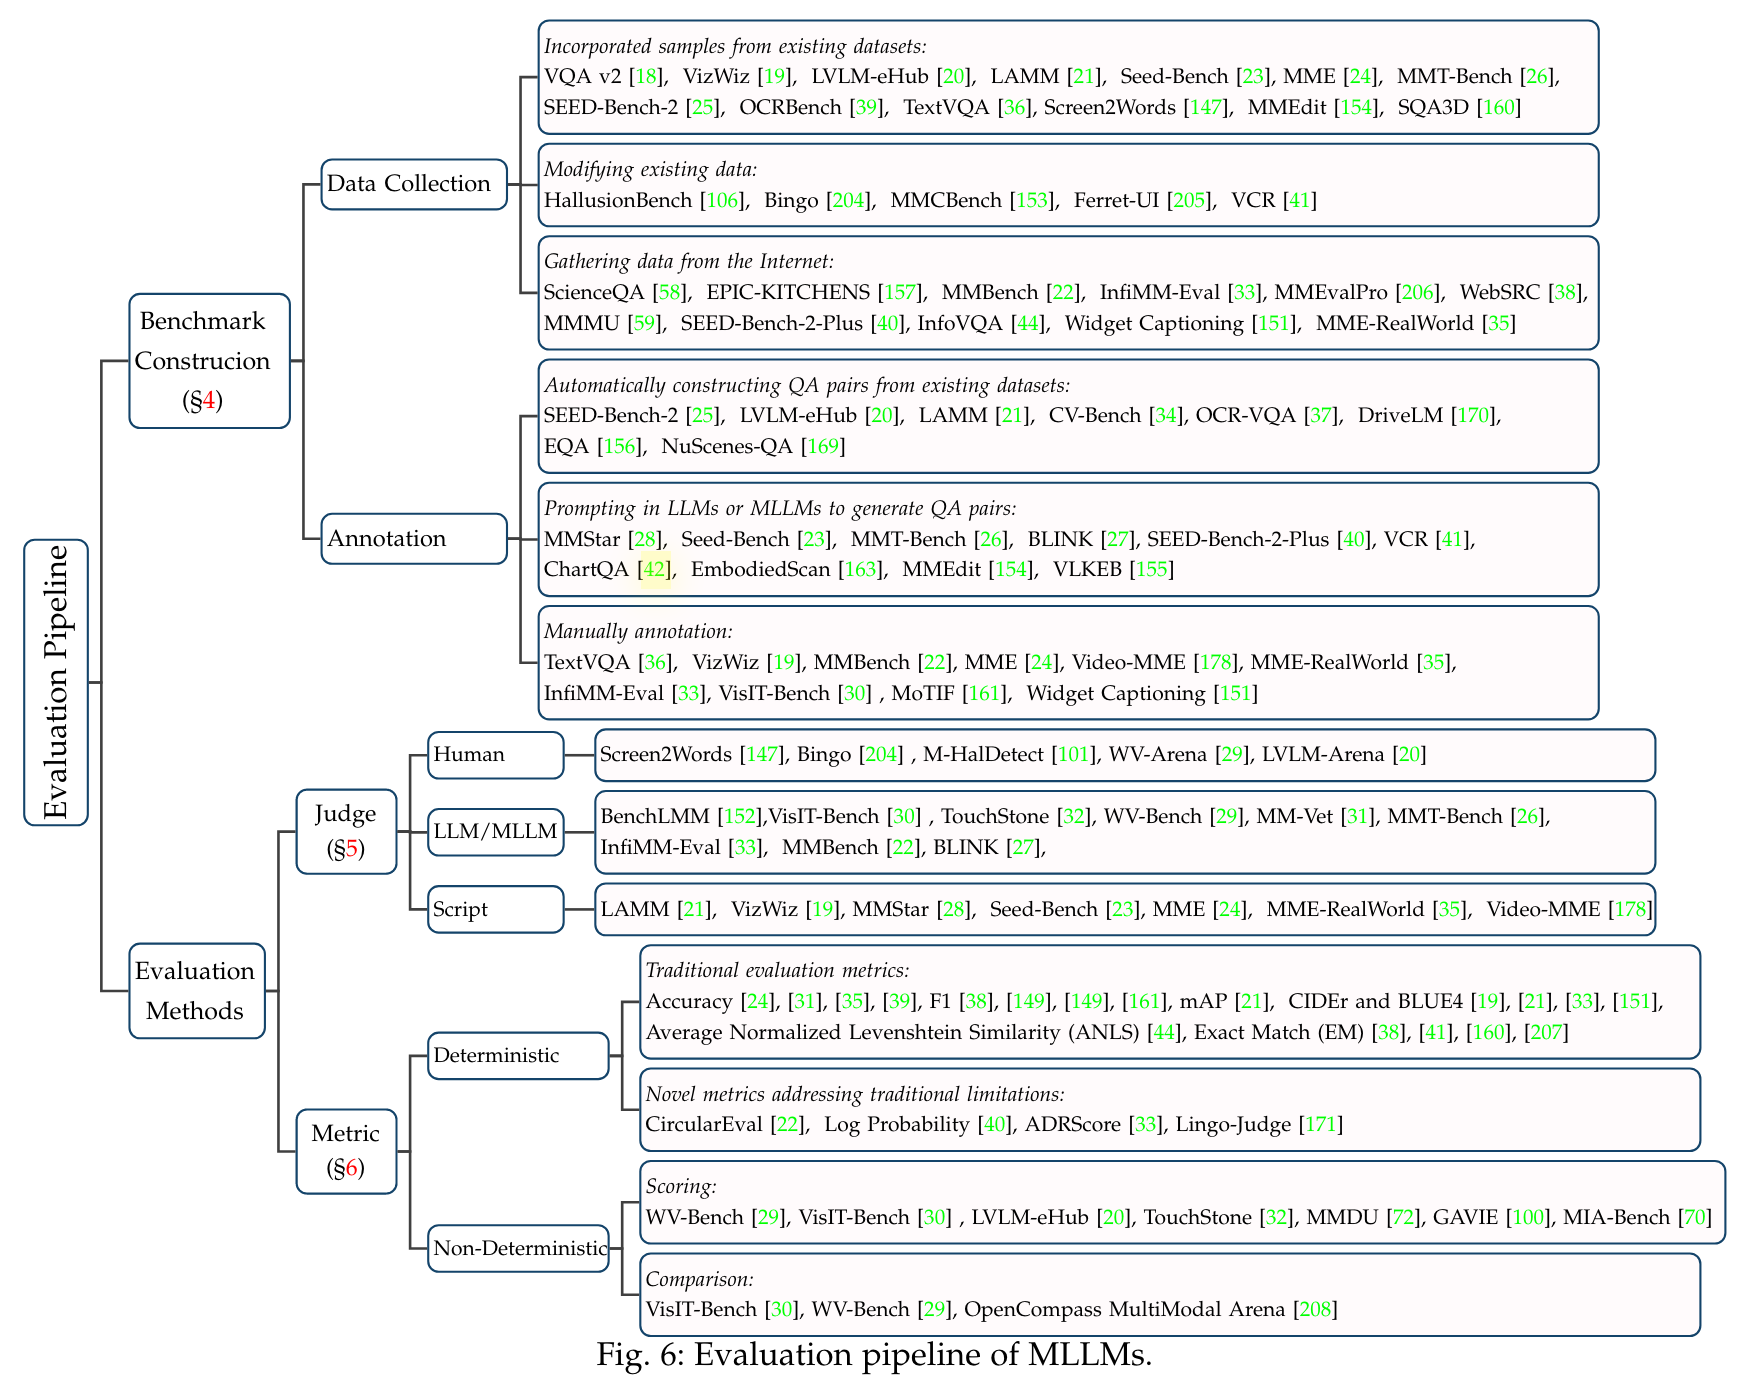 Incorporated samples from existing datasets:
VQA v2 [18], VizWiz [19], LVLM-eHub [20], LAMM [21], Seed-Bench [23], MME [24], MMT-Bench [26],
SEED-Bench-2 [25], OCRBench [39], TextVQA [36], Screen2Words [147], MMEdit [154], SQA3D [160]
Data Collection
Modifying existing data:
HallusionBench [106], Bingo [204], MMCBench [153], Ferret-UI [205], VCR [41]
Gathering data from the Internet:
ScienceQA [58], EPIC-KITCHENS [157], MMBench [22], InfiMM-Eval [33], MMEvalPro [206], WebSRC [38],
MMMU [59], SEED-Bench-2-Plus [40], InfoVQA [44], Widget Captioning [151], MME-RealWorld [35]
Benchmark
Construcion
(§4)
Automatically constructing QA pairs from existing datasets:
SEED-Bench-2 [25], LVLM-eHub [20], LAMM [21], CV-Bench [34], OCR-VQA [37], DriveLM [170],
EQA [156], NuScenes-QA [169]
Annotation
Prompting in LLMs or MLLMs to generate QA pairs:
MMStar [28], Seed-Bench [23], MMT-Bench [26], BLINK [27], SEED-Bench-2-Plus [40], VCR [41],
ChartQA [42], EmbodiedScan [163], MMEdit [154], VLKEB [155]
Manually annotation:
TextVQA [36], VizWiz [19], MMBench [22], MME [24], Video-MME [178], MME-RealWorld [35],
InfiMM-Eval [33], VisIT-Bench [30] , MoTIF [161], Widget Captioning [151]
Evaluation Pipeline
Human
Screen2Words [147], Bingo [204] , M-HalDetect [101], WV-Arena [29], LVLM-Arena [20]
Judge
(§5)
LLM/MLLM
BenchLMM [152],VisIT-Bench [30] , TouchStone [32], WV-Bench [29], MM-Vet [31], MMT-Bench [26],
InfiMM-Eval [33], MMBench [22], BLINK [27],
Script
LAMM [21], VizWiz [19], MMStar [28], Seed-Bench [23], MME [24], MME-RealWorld [35], Video-MME [178]
Evaluation
Methods
Traditional evaluation metrics:
Accuracy [24], [31], [35], [39], F1 [38], [149], [149], [161], mAP [21], CIDEr and BLUE4 [19], [21], [33], [151],
Average Normalized Levenshtein Similarity (ANLS) [44], Exact Match (EM) [38], [41], [160], [207]
Deterministic
Novel metrics addressing traditional limitations:
CircularEval [22], Log Probability [40], ADRScore [33], Lingo-Judge [171]
Metric
(§6)
Scoring:
WV-Bench [29], VisIT-Bench [30] , LVLM-eHub [20], TouchStone [32], MMDU [72], GAVIE [100], MIA-Bench [70]
Non-Deterministic
Comparison:
VisIT-Bench [30], WV-Bench [29], OpenCompass MultiModal Arena [208]
Fig. 6: Evaluation pipeline of MLLMs.